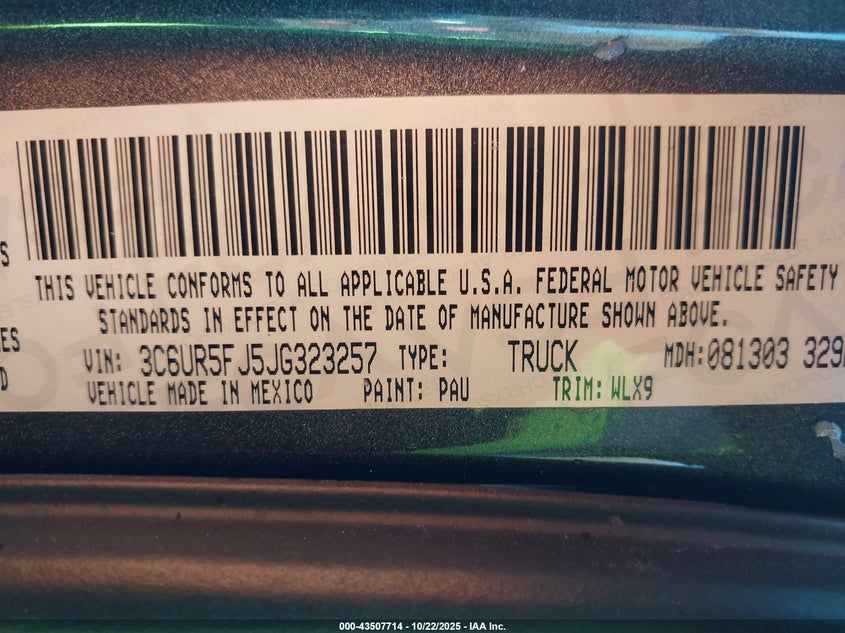 THIS VEHICLE CONFORMS TO ALL APPLICABLE U.S.A. FEDERAL MOTOR VEHICLE SAFETY
S
STANDARDS IN EFFECT ON THE DATE OF MANUFACTURE SHOWN ABOVE.
ES
VIN: 3C6UR5FJ5JG323257 TYPE: TRUCK MDH:081303 329
D
VEHICLE MADE IN MEXICO PAINT: PAU TRIM: WLX9
000-43507714 - 10/22/2025 - IAA Inc.